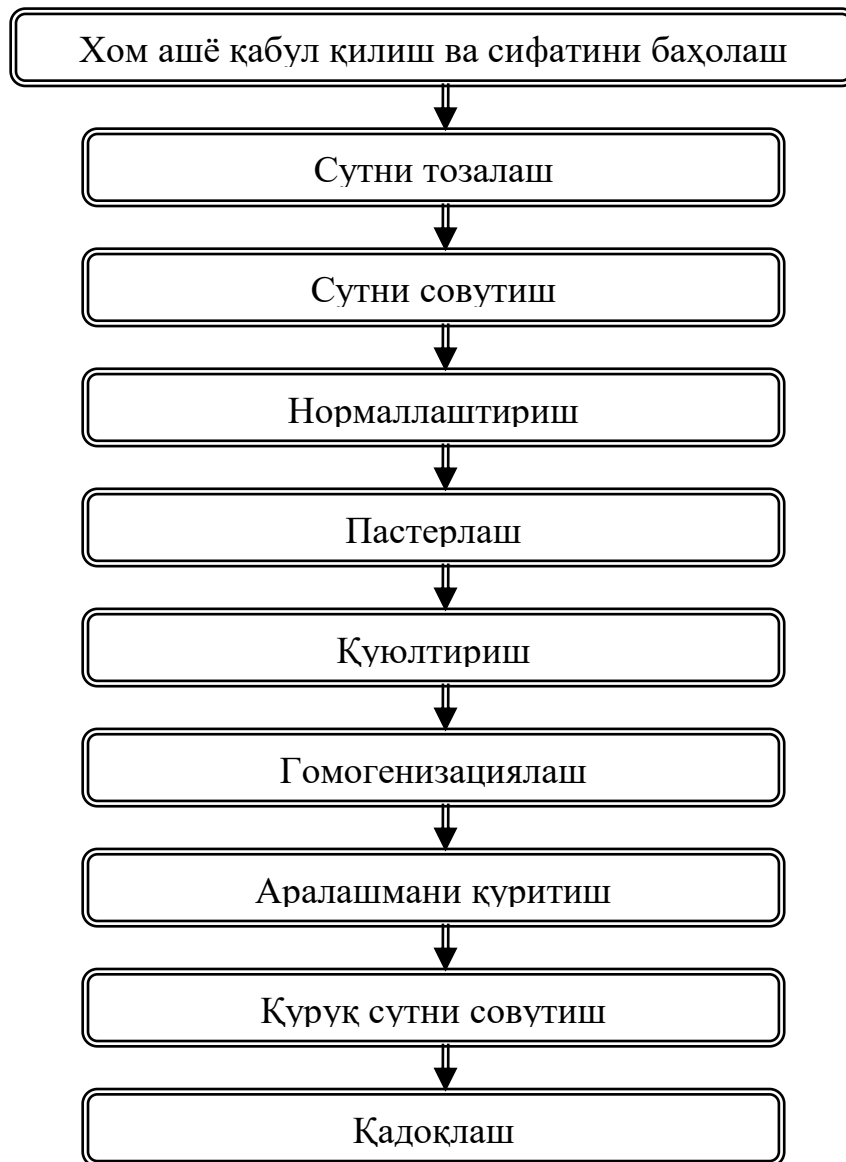 Хом ашё қабул қилиш ва сифатини баҳолаш
Сутни тозалаш
Сутни совутиш
Нормаллаштириш
Пастерлаш
Қуюлтириш
Гомогенизациялаш
Аралашмани қуритиш
Қуруқ сутни совутиш
Қадоқлаш